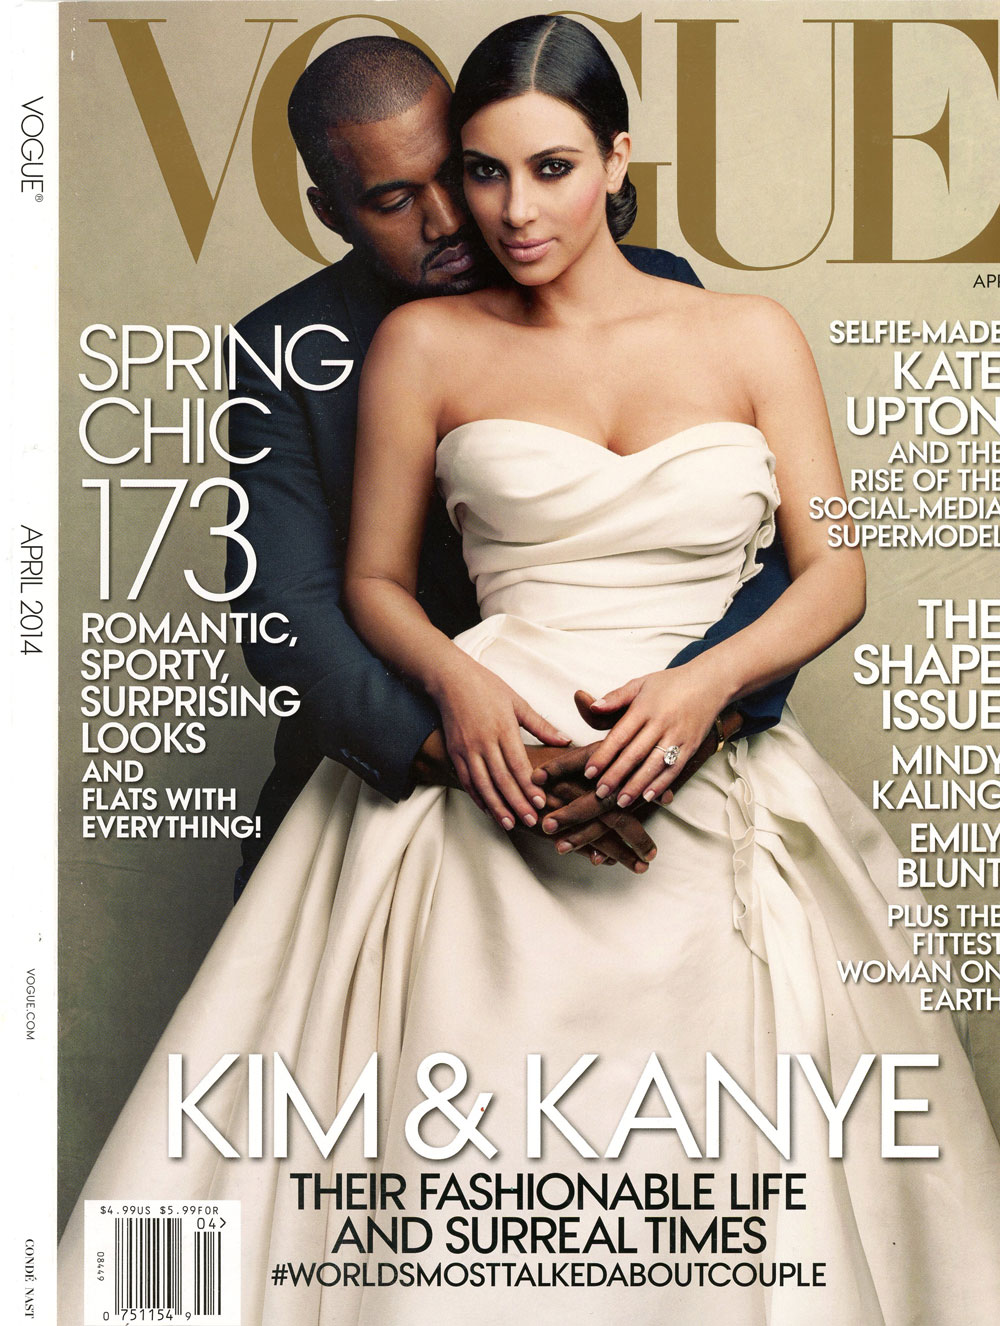 VOGUE
APR
VOGUE®
APRIL 2014
VOGUE.COM
CONDÉ NAST
SPRING
CHIC
173
ROMANTIC,
SPORTY,
SURPRISING
LOOKS
AND
FLATS WITH
EVERYTHING!
SELFIE-MADE
KATE
UPTON
AND THE
RISE OF THE
SOCIAL-MEDIA
SUPERMODEL
THE
SHAPE
ISSUE
MINDY
KALING
EMILY
BLUNT
PLUS THE
FITTEST
WOMAN ON
EARTH
KIM & KANYE
THEIR FASHIONABLE LIFE
AND SURREAL TIMES
#WORLDSMOSTTALKEDABOUTCOUPLE
$4.99US $5.99FOR
04>
08449
0 751154 9